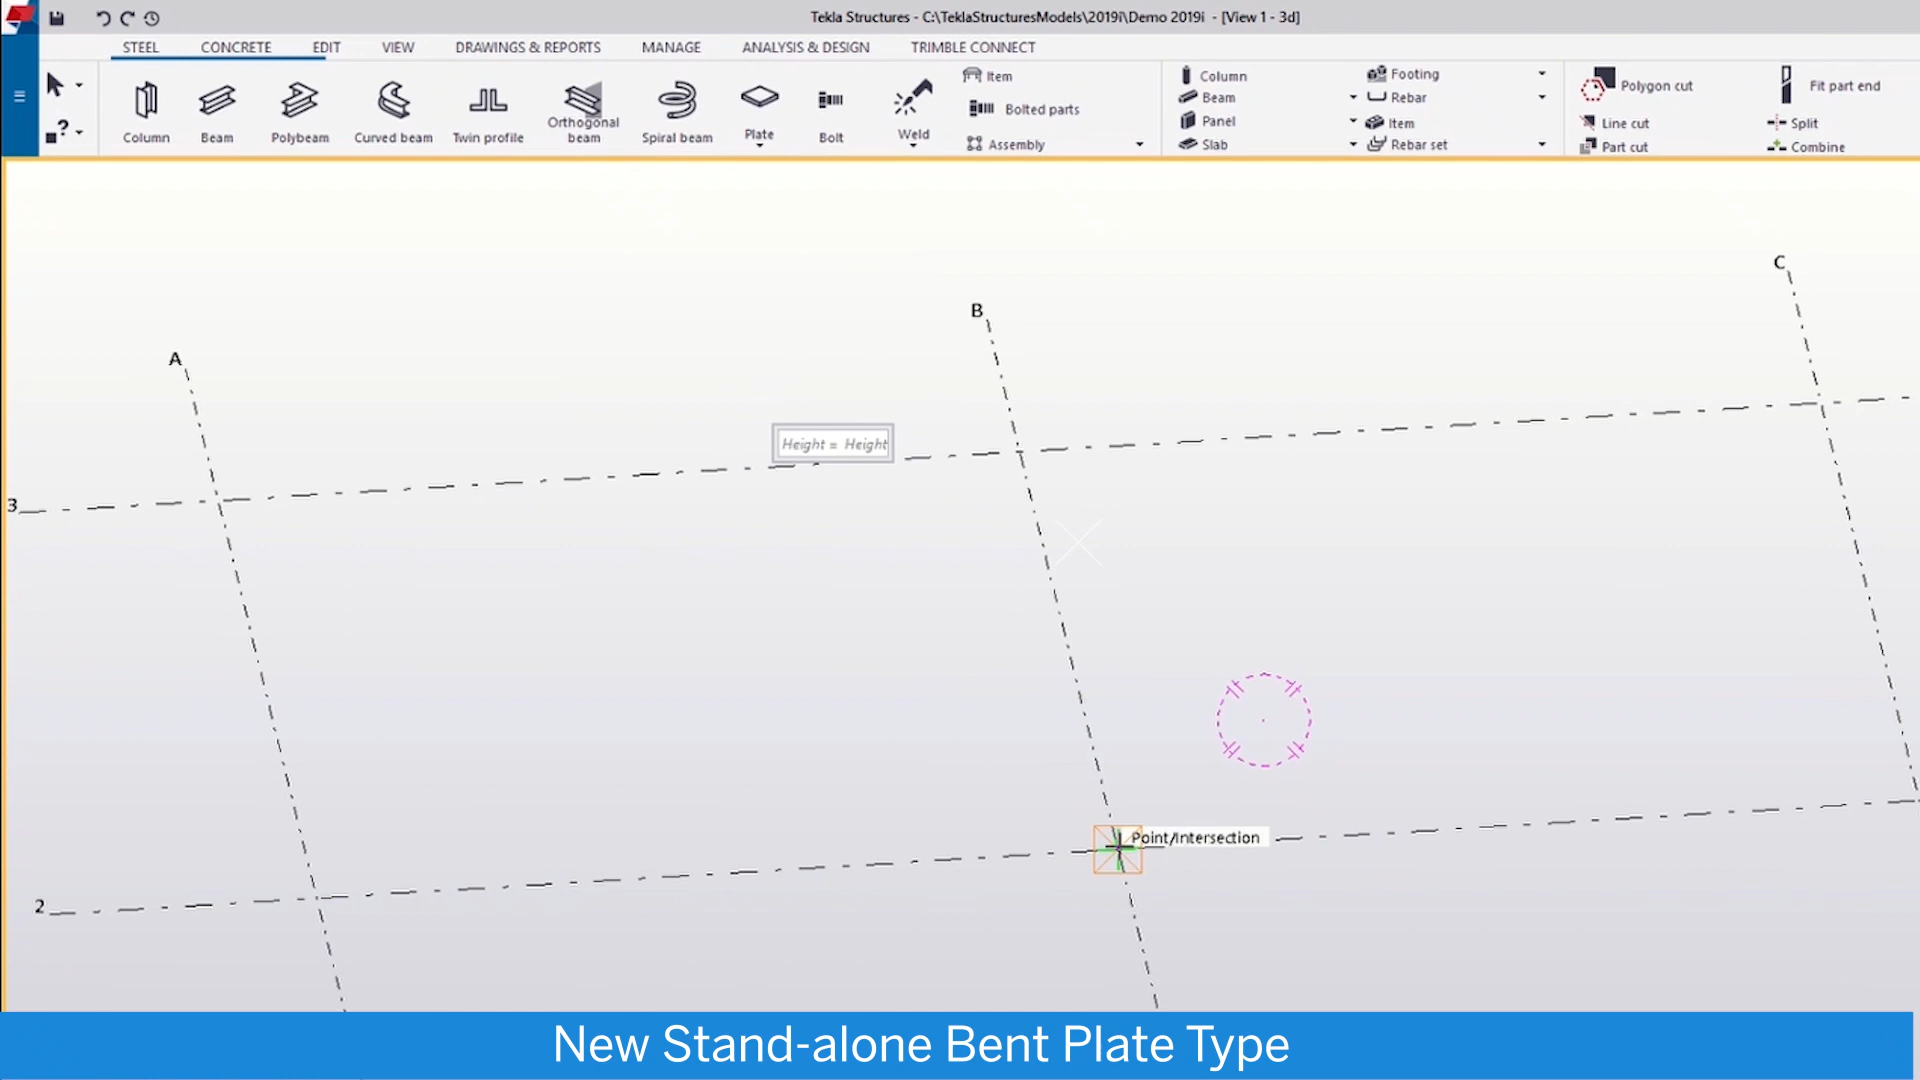 Tekla Structures - C:\TeklaStructuresModels\2019i\Demo 2019i - [View 1 - 3d]
STEEL CONCRETE EDIT VIEW DRAWINGS & REPORTS MANAGE ANALYSIS & DESIGN TRIMBLE CONNECT
Column
Beam
Polybeam
Curved beam
Twin profile
Orthogonal
beam
Spiral beam
Plate
Bolt
Weld
Item
Bolted parts
Assembly
Column
Beam
Panel
Slab
Footing
Rebar
Item
Rebar set
Polygon cut
Line cut
Part cut
Fit part end
Split
Combine
C
B
A
Height = Height
3
Point/Intersection
2
New Stand-alone Bent Plate Type